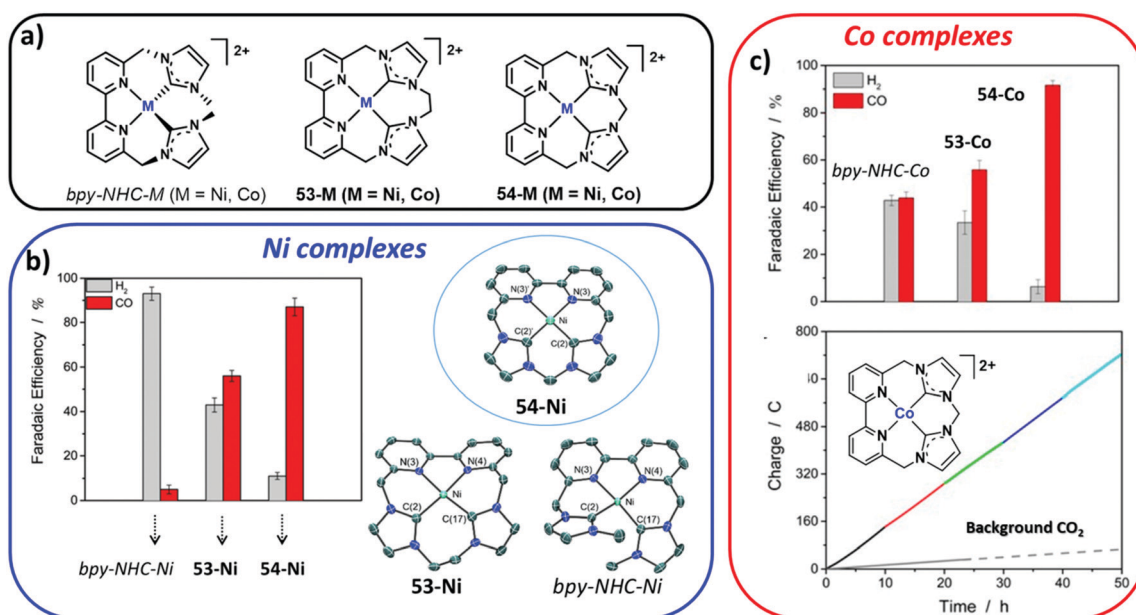 a)
2+
2+
2+
N
N
N
N
N
N
M
N
N
N
N
N
N
M
N
N
N
N
N
N
M
bpy-NHC-M (M = Ni, Co)
53-M (M = Ni, Co)
54-M (M = Ni, Co)
Ni complexes
b)
100
80
60
40
20
0
Faradaic Efficiency / %
H₂
CO
bpy-NHC-Ni
53-Ni
54-Ni
N(3)'
N(3)
Ni
C(2)'
C(2)
54-Ni
N(3)
N(4)
Ni
C(2)
C(17)
53-Ni
N(3)
N(4)
Ni
C(2)
C(17)
bpy-NHC-Ni
Co complexes
c)
100
80
60
40
20
0
Faradaic Efficiency / %
H₂
CO
bpy-NHC-Co
53-Co
54-Co
800
480
320
160
0
Charge / C
2+
N
N
N
N
N
N
Co
Background CO₂
0
10
20
30
40
50
Time / h